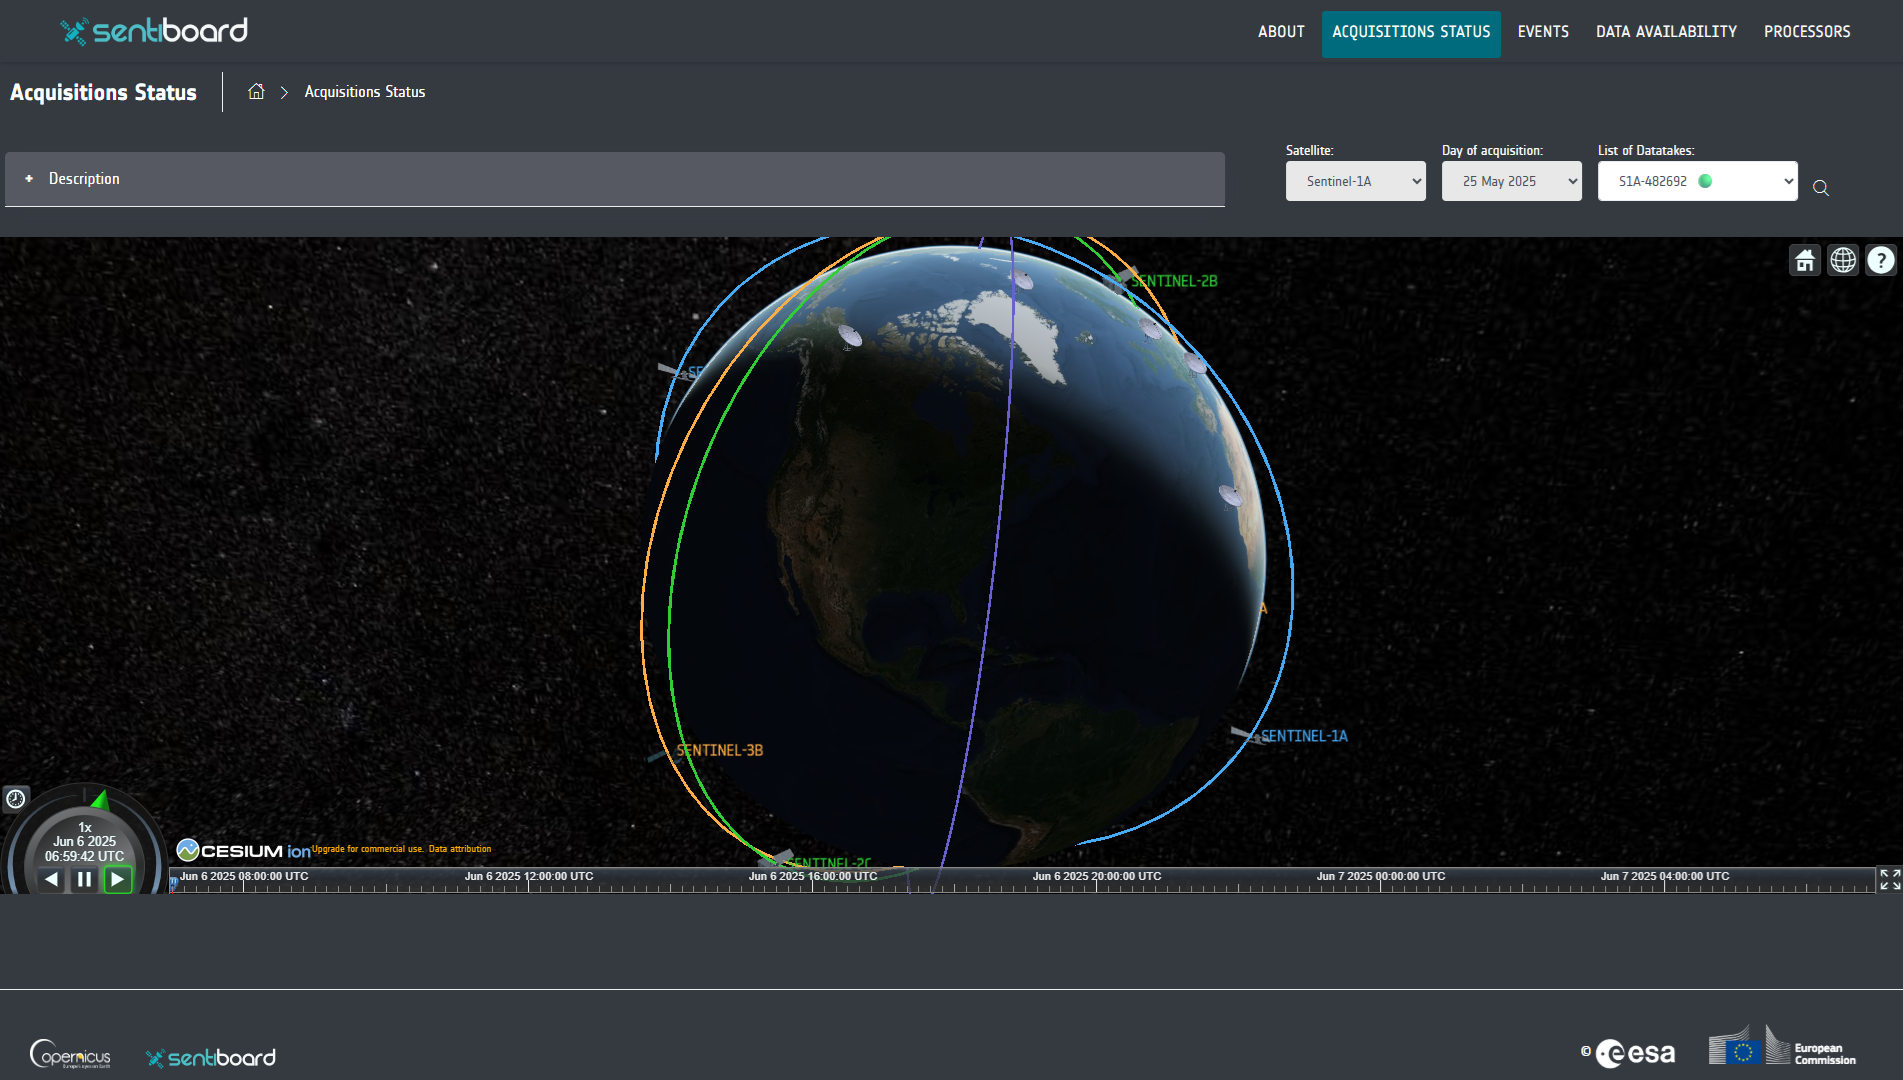 sentiboard
ABOUT
ACQUISITIONS STATUS
EVENTS
DATA AVAILABILITY
PROCESSORS
Acquisitions Status
Acquisitions Status
Description
Satellite:
Sentinel-1A
Day of acquisition:
25 May 2025
List of Datatakes:
S1A-482692
?
SENTINEL-2B
SE
A
SENTINEL-1A
SENTINEL-3B
SENTINEL-2C
1x
Jun 6 2025
06:59:42 UTC
CESIUM ion
Upgrade for commercial use. Data attribution
Jun 6 2025 08:00:00 UTC
Jun 6 2025 12:00:00 UTC
Jun 6 2025 16:00:00 UTC
Jun 6 2025 20:00:00 UTC
Jun 7 2025 00:00:00 UTC
Jun 7 2025 04:00:00 UTC
opernicus
Europe's eyes on Earth
sentiboard
© esa
European
Commission